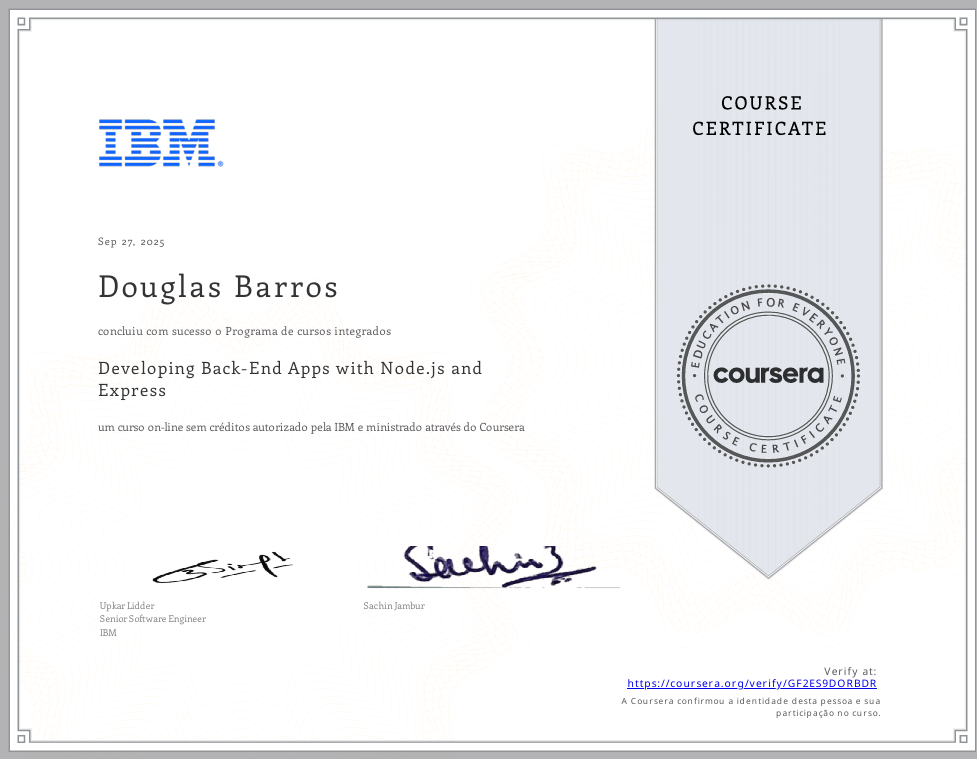 COURSE
CERTIFICATE
IBM®
Sep 27, 2025
Douglas Barros
concluiu com sucesso o Programa de cursos integrados
Developing Back-End Apps with Node.js and
Express
um curso on-line sem créditos autorizado pela IBM e ministrado através do Coursera
EDUCATION FOR EVERYONE
coursera
COURSE CERTIFICATE
Sachin
Upkar Lidder
Senior Software Engineer
IBM
Sachin Jambur
Verify at:
https://coursera.org/verify/GF2ES9DORBDR
A Coursera confirmou a identidade desta pessoa e sua
participação no curso.